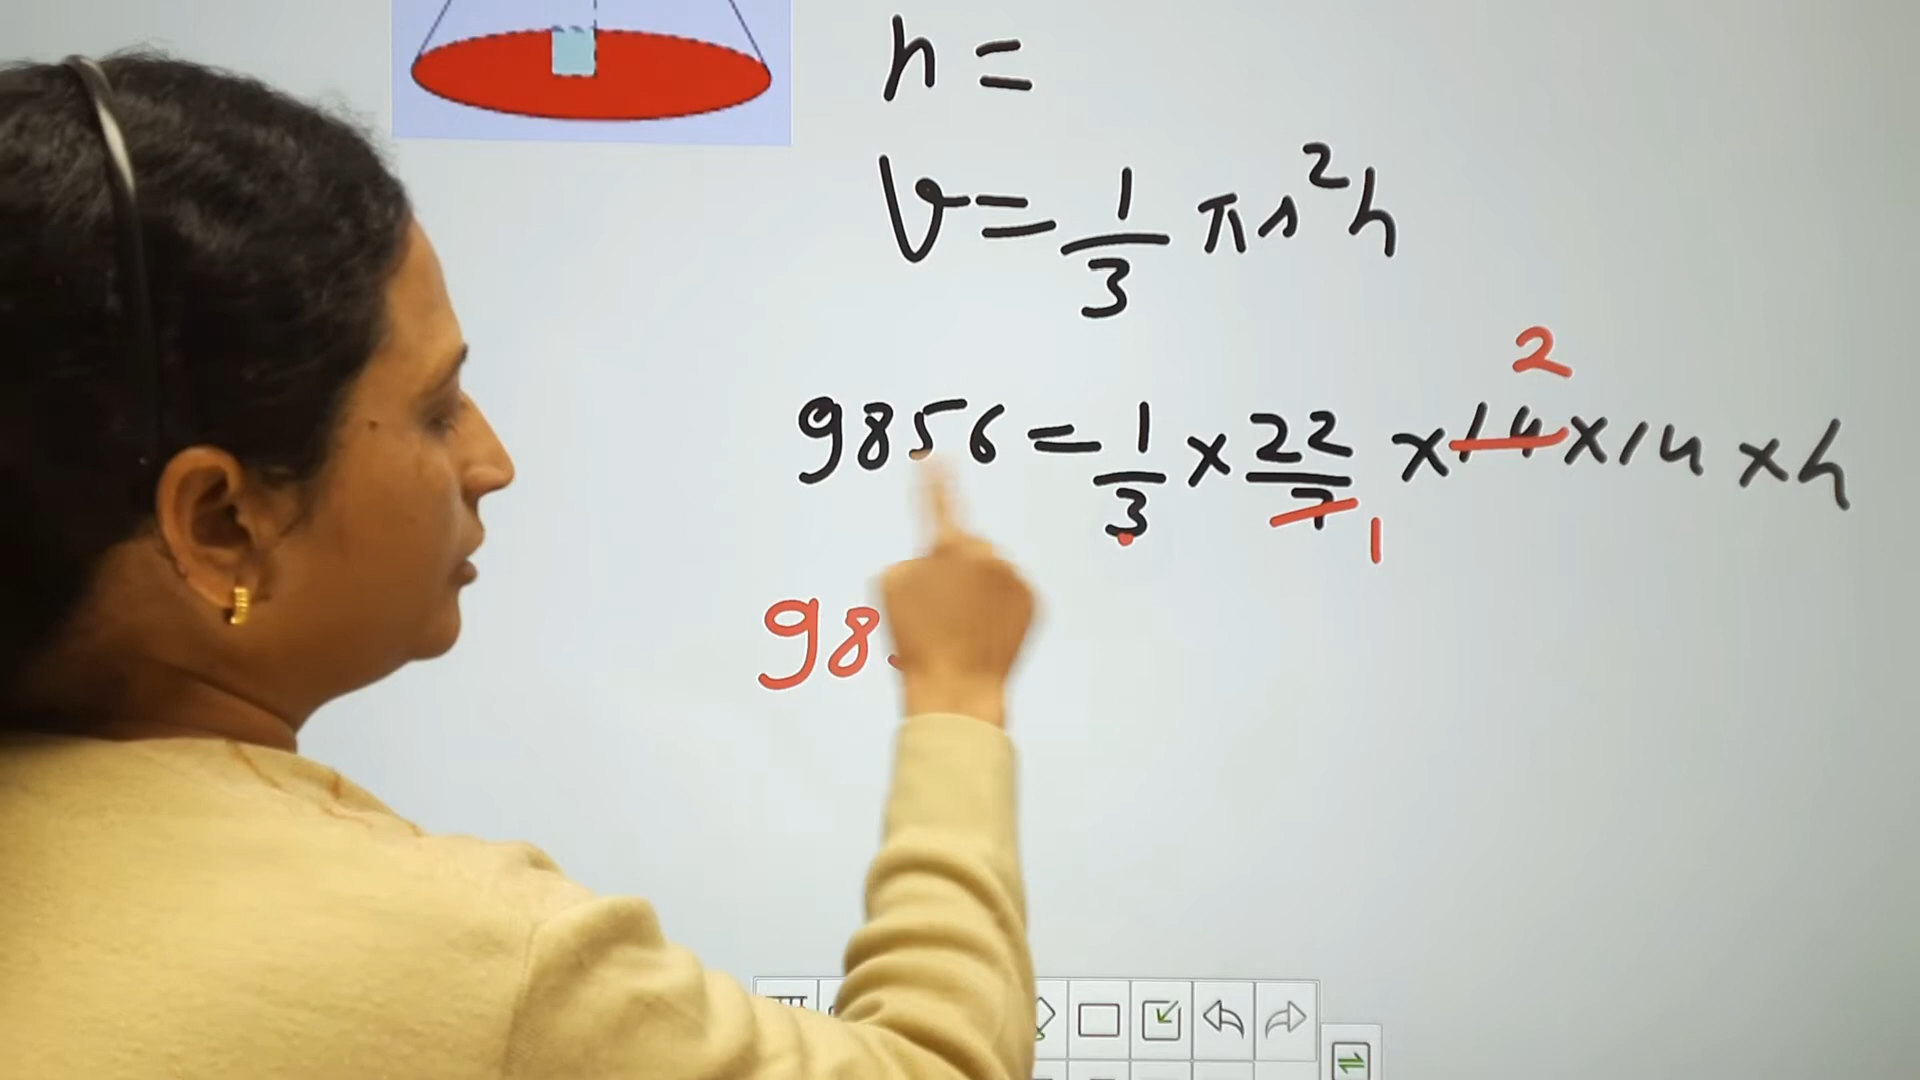 h =
V = 1/3 πr²h
9856 = 1/3 × 22/7 1 × 14 2 × 14 × h
98